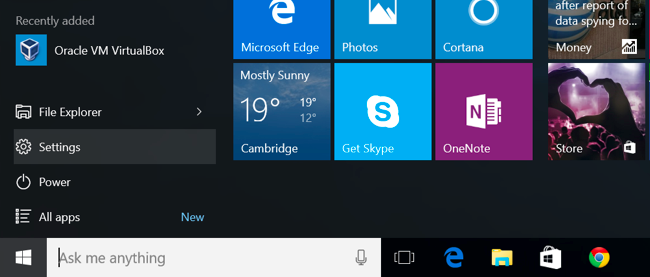 Recently added
Oracle VM VirtualBox
File Explorer
Settings
Power
All apps
New
Microsoft Edge
Photos
Cortana
after report of
data spying fo...
Money
Mostly Sunny
19°
19°
12°
Cambridge
Get Skype
OneNote
Store
Ask me anything